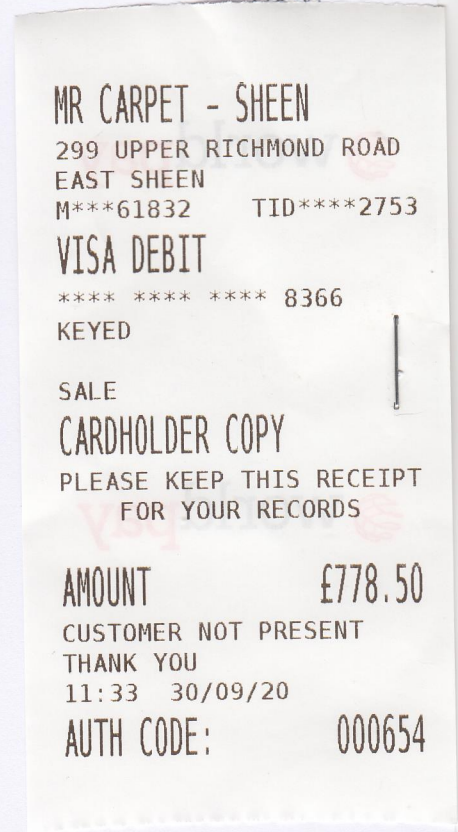 MR CARPET - SHEEN
299 UPPER RICHMOND ROAD
EAST SHEEN
M***61832 TID****2753
VISA DEBIT
**** **** **** 8366
KEYED
SALE
CARDHOLDER COPY
PLEASE KEEP THIS RECEIPT
FOR YOUR RECORDS
AMOUNT £778.50
CUSTOMER NOT PRESENT
THANK YOU
11:33 30/09/20
AUTH CODE: 000654